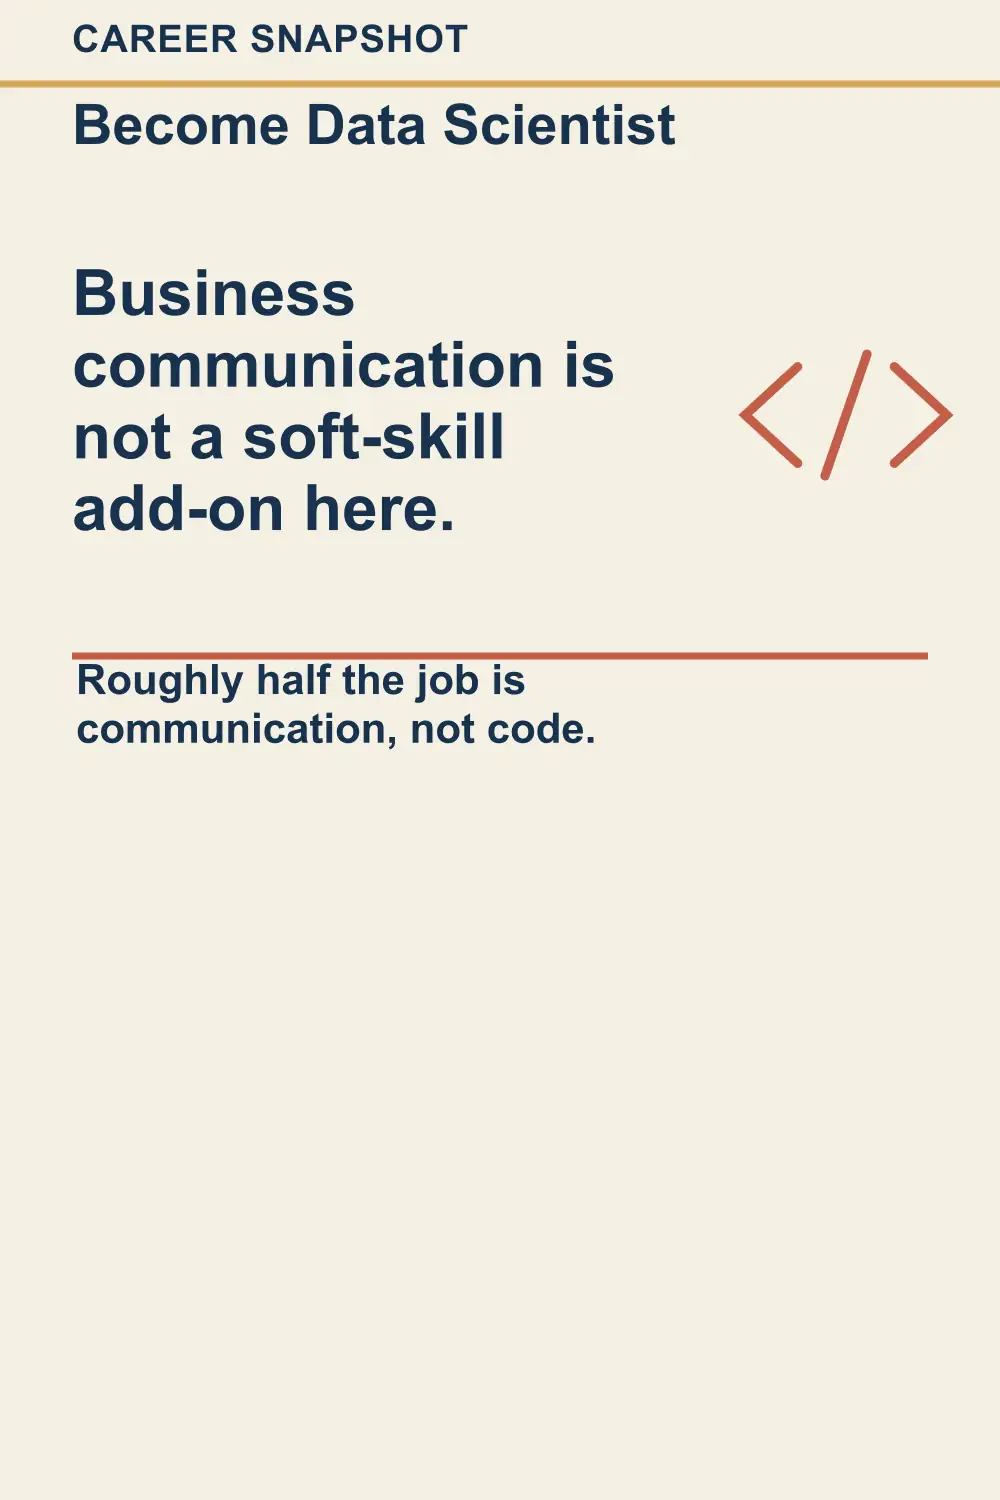 CAREER SNAPSHOT
Become Data Scientist
Business
communication is
not a soft-skill
add-on here.
Roughly half the job is
communication, not code.